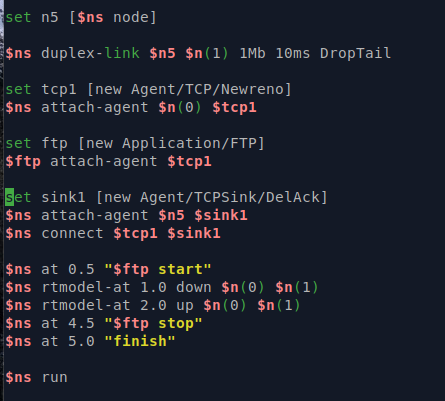 set n5 [$ns node]
$ns duplex-link $n5 $n(1) 1Mb 10ms DropTail
set tcp1 [new Agent/TCP/Newreno]
$ns attach-agent $n(0) $tcp1
set ftp [new Application/FTP]
$ftp attach-agent $tcp1
set sink1 [new Agent/TCPSink/DelAck]
$ns attach-agent $n5 $sink1
$ns connect $tcp1 $sink1
$ns at 0.5 "$ftp start"
$ns rtmodel-at 1.0 down $n(0) $n(1)
$ns rtmodel-at 2.0 up $n(0) $n(1)
$ns at 4.5 "$ftp stop"
$ns at 5.0 "finish"
$ns run